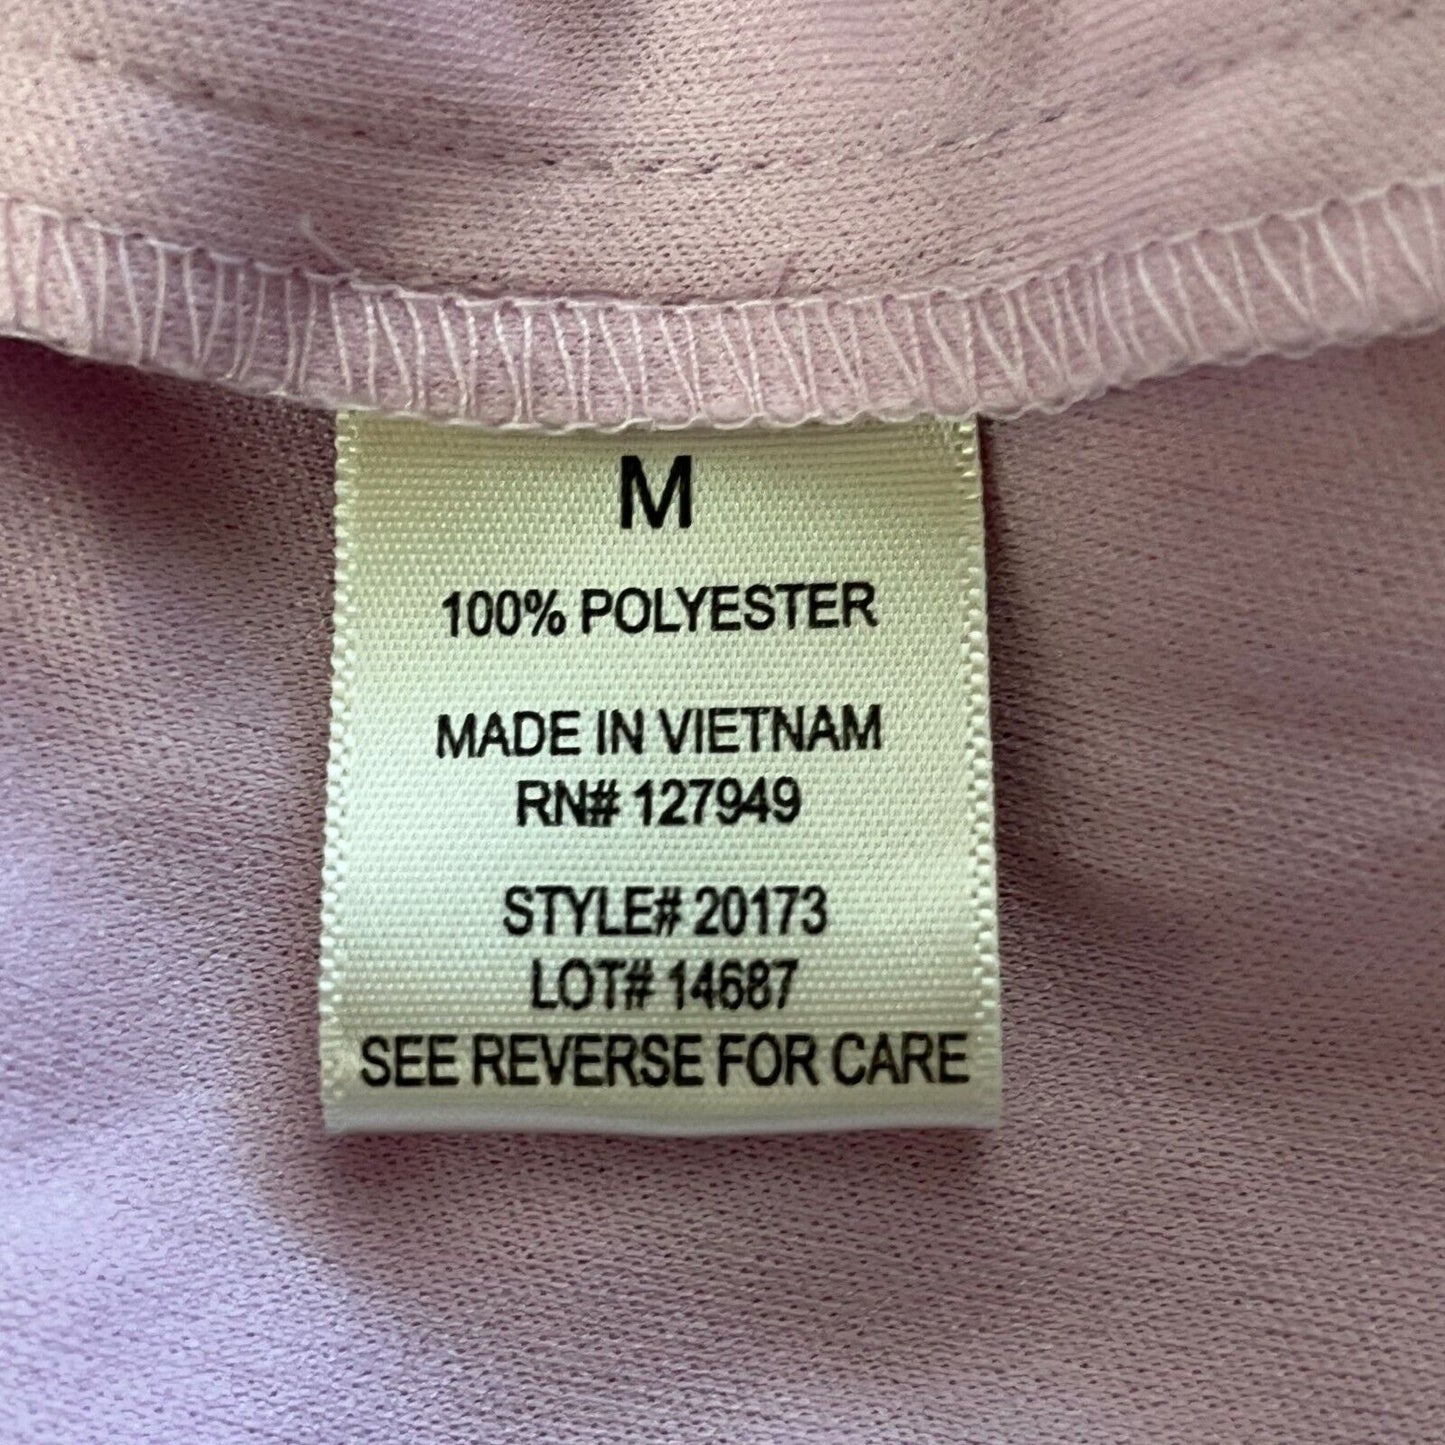 M
100% POLYESTER
MADE IN VIETNAM
RN# 127949
STYLE# 20173
LOT# 14687
SEE REVERSE FOR CARE